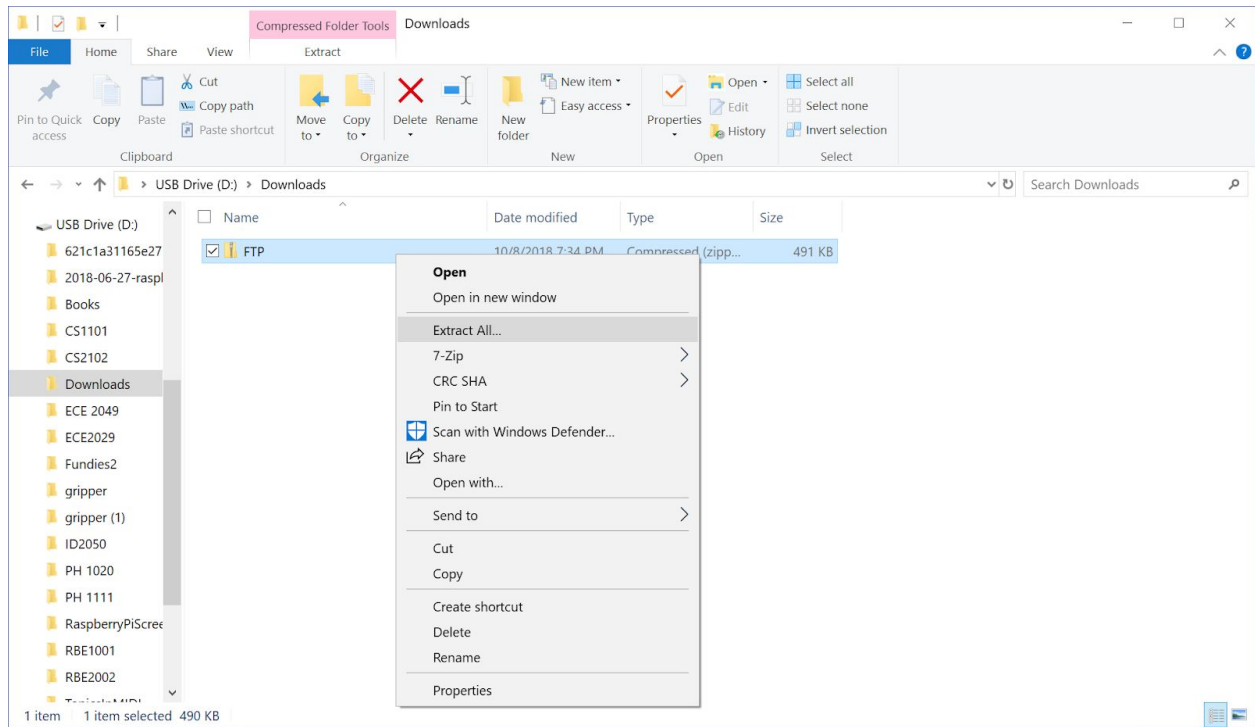 Compressed Folder Tools Downloads
File Home Share View Extract
Pin to Quick access
Copy
Paste
Cut
Copy path
Paste shortcut
Clipboard
Move to
Copy to
Delete
Rename
Organize
New folder
New item
Easy access
New
Properties
Open
Edit
History
Open
Select all
Select none
Invert selection
Select
USB Drive (D:) > Downloads
Search Downloads
USB Drive (D:)
621c1a31165e27
2018-06-27-rasp
Books
CS1101
CS2102
Downloads
ECE 2049
ECE2029
Fundies2
gripper
gripper (1)
ID2050
PH 1020
PH 1111
RaspberryPiScree
RBE1001
RBE2002
Name Date modified Type Size
FTP 10/8/2018 7:34 PM Compressed (zipp... 491 KB
Open
Open in new window
Extract All...
7-Zip
CRC SHA
Pin to Start
Scan with Windows Defender...
Share
Open with...
Send to
Cut
Copy
Create shortcut
Delete
Rename
Properties
1 item 1 item selected 490 KB